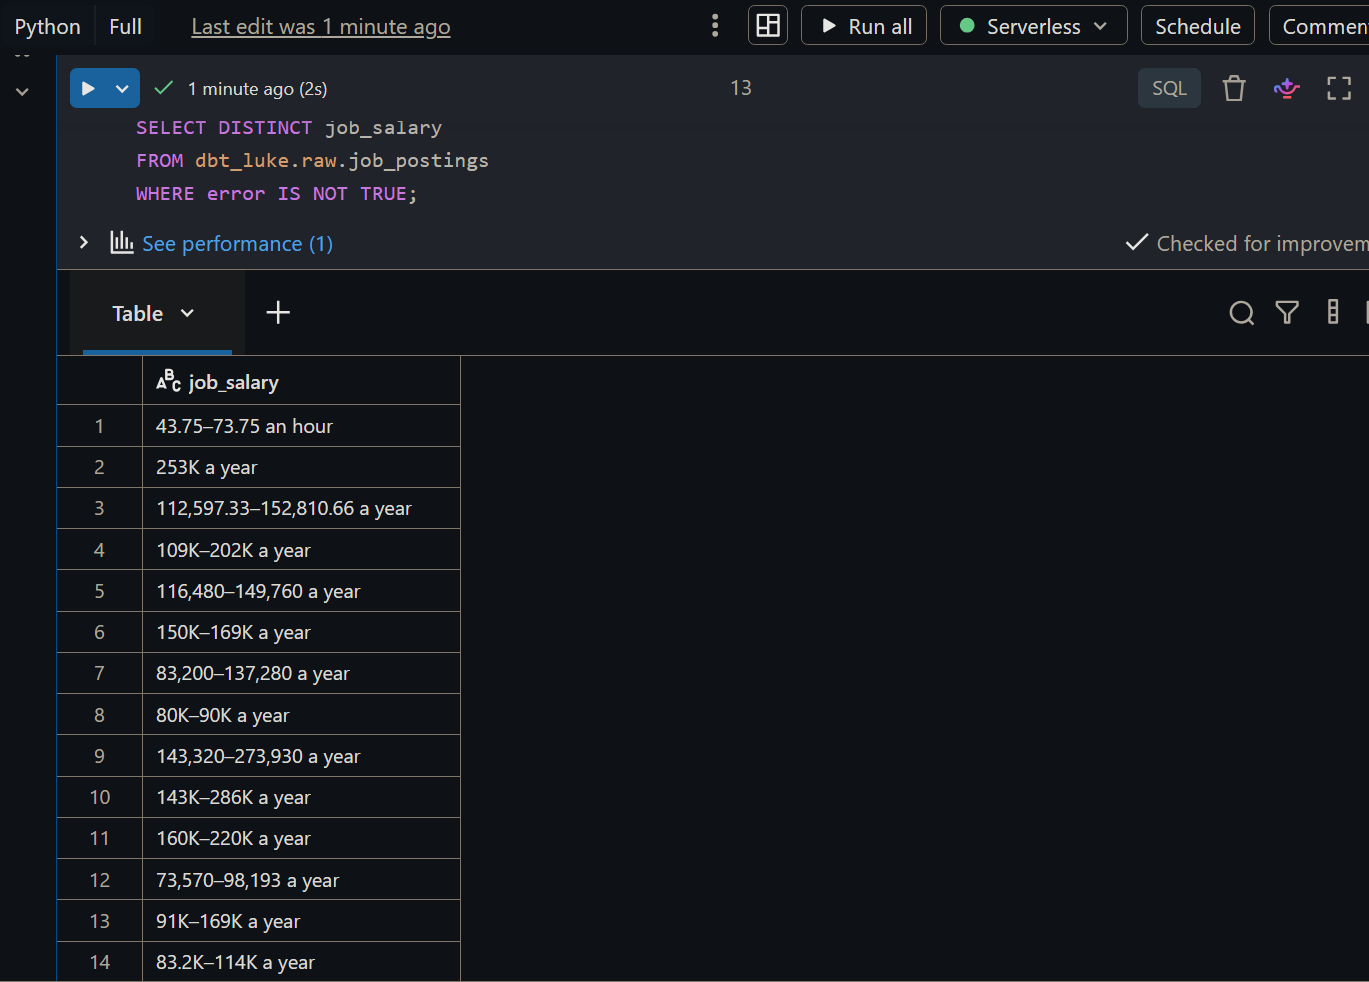 Python Full Last edit was 1 minute ago Run all Serverless Schedule Commen
1 minute ago (2s) 13 SQL
SELECT DISTINCT job_salary
FROM dbt_luke.raw.job_postings
WHERE error IS NOT TRUE;
See performance (1) Checked for improvem
Table
ABC job_salary
1 43.75–73.75 an hour
2 253K a year
3 112,597.33–152,810.66 a year
4 109K–202K a year
5 116,480–149,760 a year
6 150K–169K a year
7 83,200–137,280 a year
8 80K–90K a year
9 143,320–273,930 a year
10 143K–286K a year
11 160K–220K a year
12 73,570–98,193 a year
13 91K–169K a year
14 83.2K–114K a year